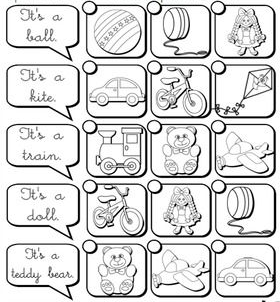 It's a
ball.
It's a
kite.
It's a
train.
It's a
doll.
It's a
teddy bear.